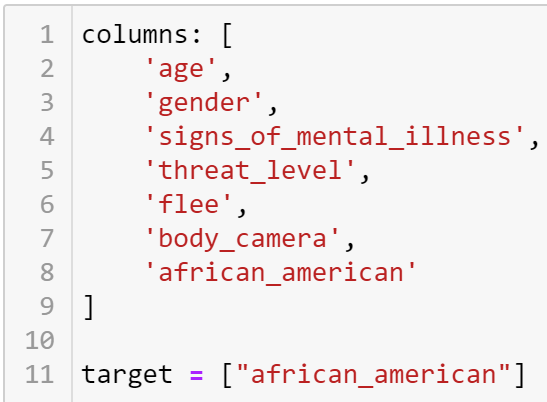 1 columns: [
2 'age',
3 'gender',
4 'signs_of_mental_illness',
5 'threat_level',
6 'flee',
7 'body_camera',
8 'african_american'
9 ]
10
11 target = ["african_american"]